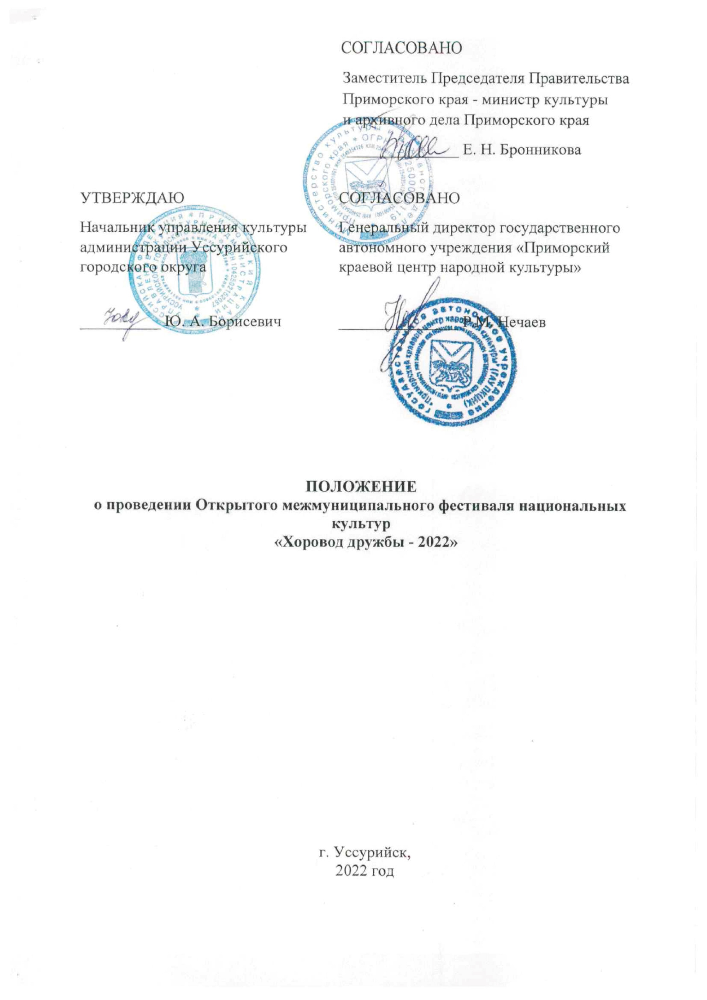 СОГЛАСОВАНО
Заместитель Председателя Правительства
Приморского края - министр культуры
и архивного дела Приморского края
Е. Н. Бронникова
УТВЕРЖДАЮ
Начальник управления культуры
администрации Уссурийского
городского округа
Ю. А. Борисевич
СОГЛАСОВАНО
Генеральный директор государственного
автономного учреждения «Приморский
краевой центр народной культуры»
Р.М. Нечаев
ПОЛОЖЕНИЕ
о проведении Открытого межмуниципального фестиваля национальных
культур
«Хоровод дружбы - 2022»
г. Уссурийск,
2022 год